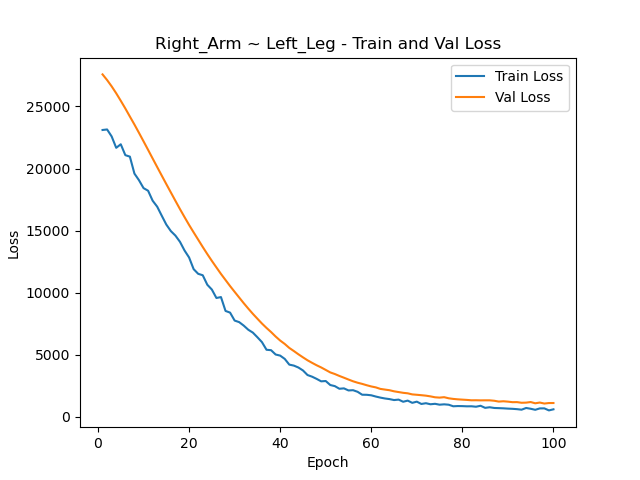 Right_Arm ~ Left_Leg - Train and Val Loss
Train Loss
Val Loss
Loss
25000
20000
15000
10000
5000
0
0 20 40 60 80 100
Epoch